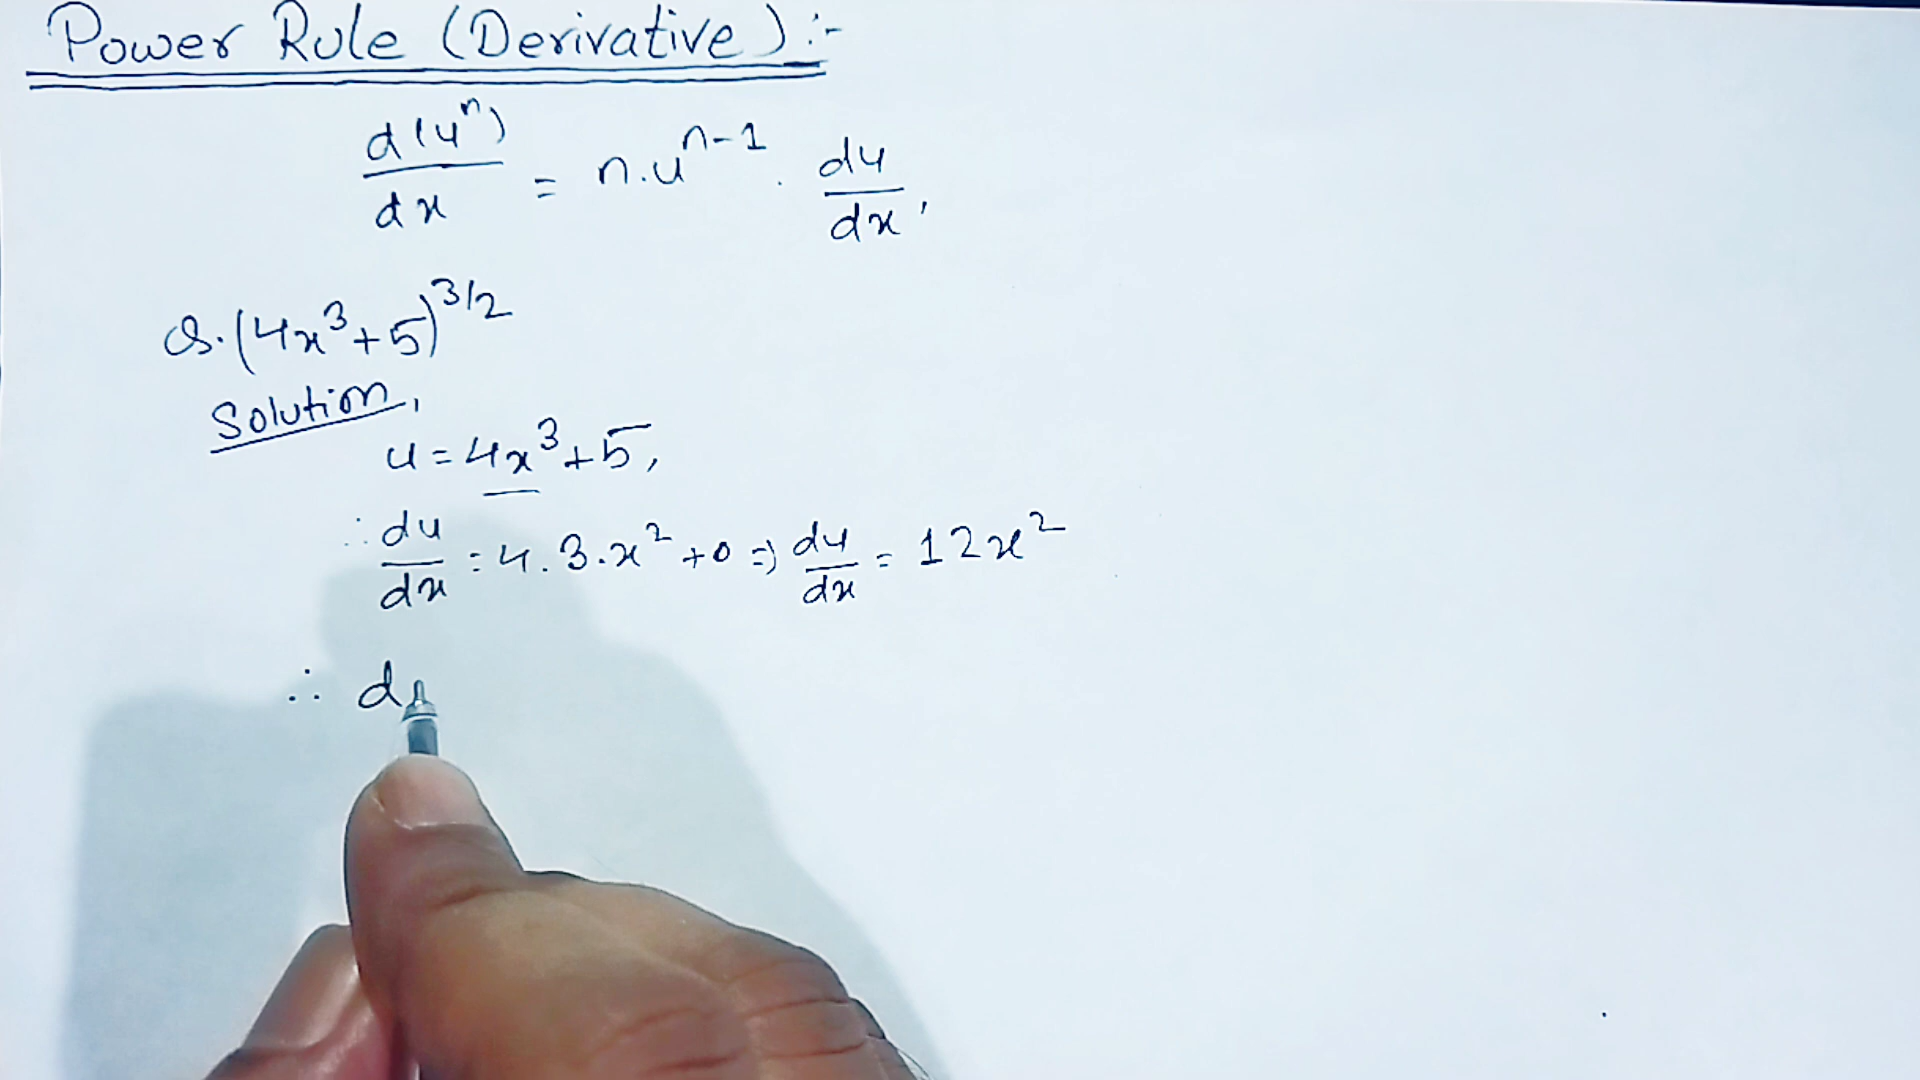 Power Rule (Derivative) :-
d(u^n)/dx = n.u^(n-1) . du/dx,
Q. (4x^3+5)^(3/2)
Solution,
u = 4x^3+5,
∴ du/dx = 4.3.x^2+0 ⇒ du/dx = 12x^2
∴ d